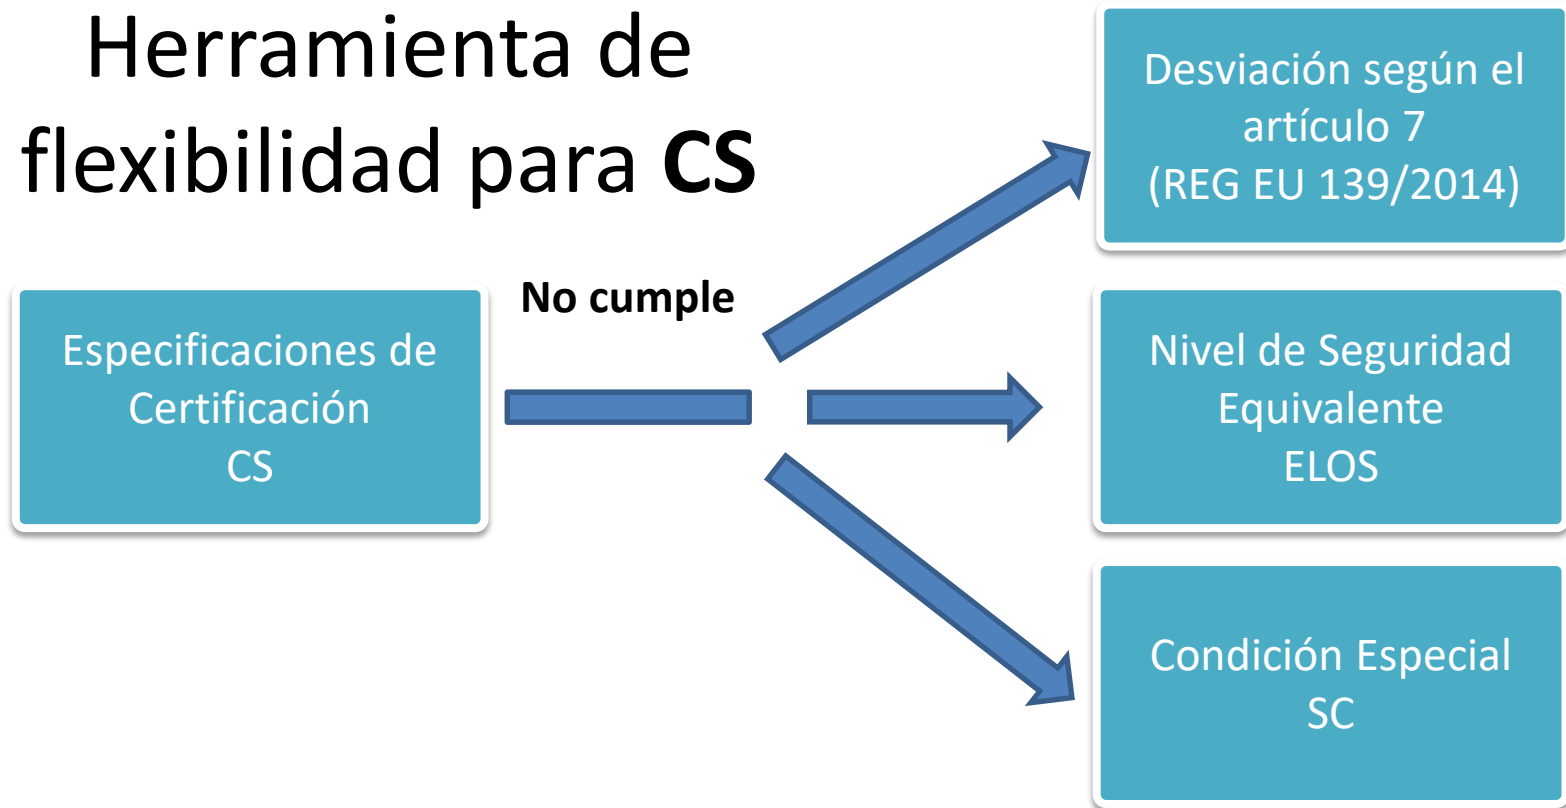 Herramienta de
flexibilidad para CS
No cumple
Especificaciones de
Certificación
CS
Desviación según el
artículo 7
(REG EU 139/2014)
Nivel de Seguridad
Equivalente
ELOS
Condición Especial
SC